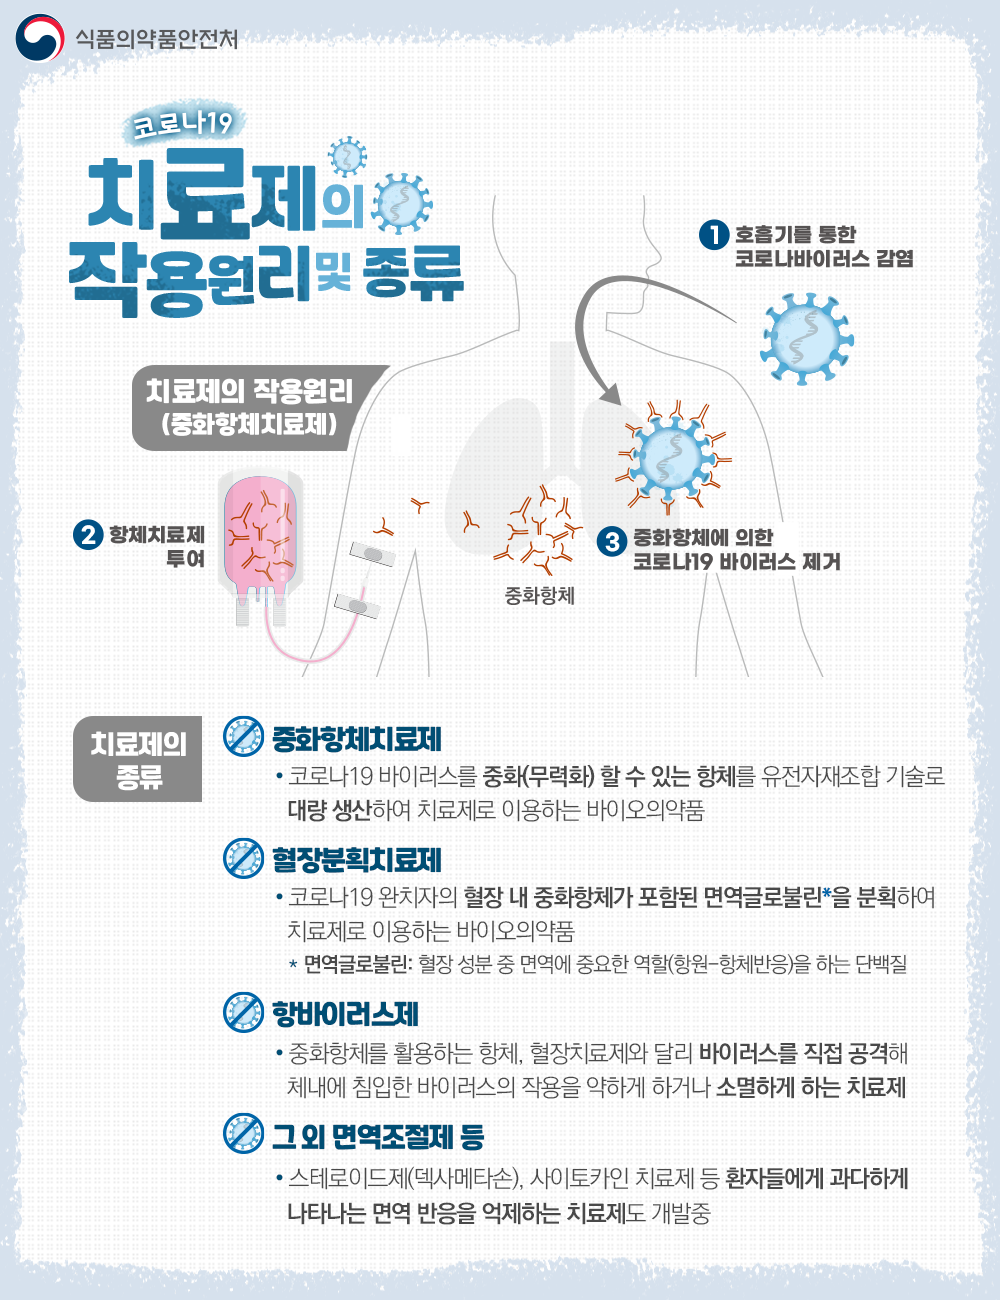 식품의약품안전처
코로나19
치료제의
작용원리 및 종류
1 호흡기를 통한
코로나바이러스 감염
치료제의 작용원리
(중화항체치료제)
2 항체치료제
투여
3 중화항체에 의한
코로나19 바이러스 제거
중화항체
치료제의
종류
중화항체치료제
• 코로나19 바이러스를 중화(무력화) 할 수 있는 항체를 유전자재조합 기술로
대량 생산하여 치료제로 이용하는 바이오의약품
혈장분획치료제
• 코로나19 완치자의 혈장 내 중화항체가 포함된 면역글로불린*을 분획하여
치료제로 이용하는 바이오의약품
* 면역글로불린: 혈장 성분 중 면역에 중요한 역할(항원-항체반응)을 하는 단백질
항바이러스제
• 중화항체를 활용하는 항체, 혈장치료제와 달리 바이러스를 직접 공격해
체내에 침입한 바이러스의 작용을 약하게 하거나 소멸하게 하는 치료제
그 외 면역조절제 등
• 스테로이드제(덱사메타손), 사이토카인 치료제 등 환자들에게 과다하게
나타나는 면역 반응을 억제하는 치료제도 개발중